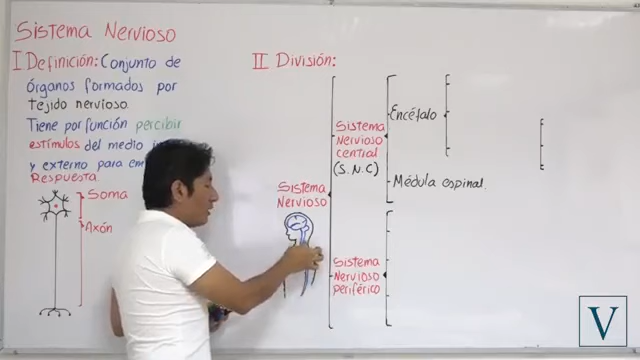 Sistema Nervioso
I Definición: Conjunto de
órganos formados por
tejido nervioso.
Tiene por función percibir
estímulos del medio
y externo para
Respuesta
Soma
Axón
II División:
Sistema
Nervioso
Sistema
Nervioso
central
(S.N.C)
Encéfalo
Médula espinal.
Sistema
Nervioso
periférico
V